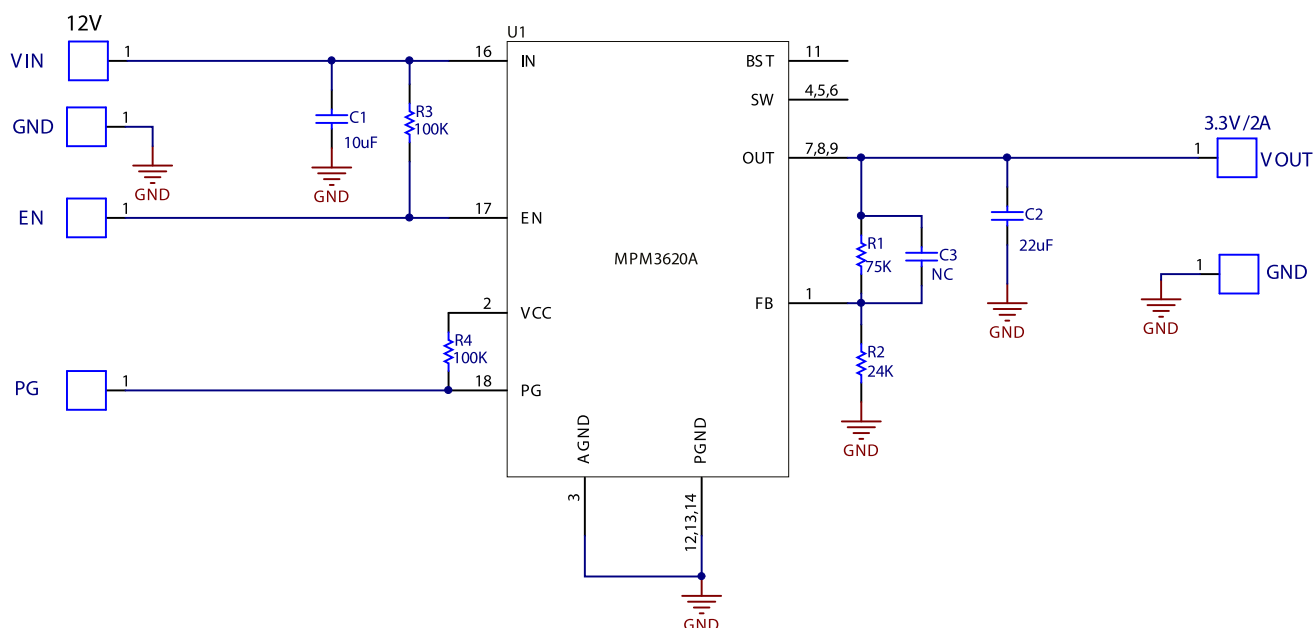 12V
VIN
1
GND
1
GND
EN
1
PG
1
C1
10uF
GND
R3
100K
R4
100K
U1
16
IN
17
EN
2
VCC
18
PG
MPM3620A
AGND
3
PGND
12,13,14
GND
BST
11
SW
4,5,6
OUT
7,8,9
FB
1
R1
75K
C3
NC
R2
24K
GND
C2
22uF
GND
3.3V/2A
1
VOUT
1
GND
GND